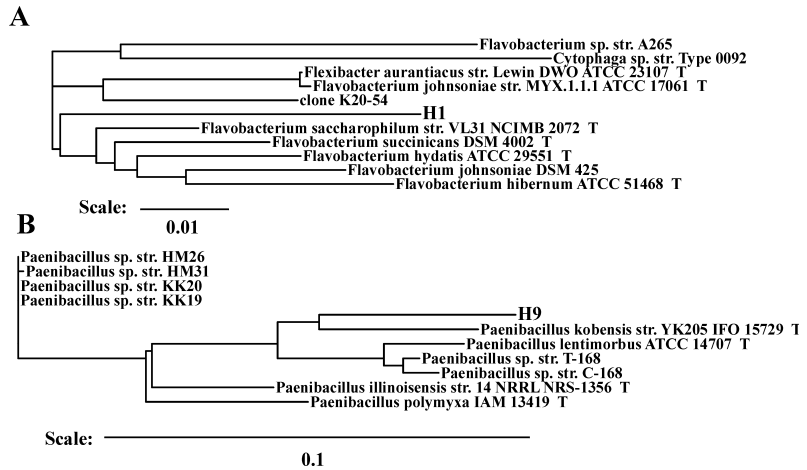 A
Flavobacterium sp. str. A265
Cytophaga sp. str. Type 0092
Flexibacter aurantiacus str. Lewin DWO ATCC 23107 T
Flavobacterium johnsoniae str. MYX.1.1.1 ATCC 17061 T
clone K20-54
H1
Flavobacterium saccharophilum str. VL31 NCIMB 2072 T
Flavobacterium succinicans DSM 4002 T
Flavobacterium hydatis ATCC 29551 T
Flavobacterium johnsoniae DSM 425
Flavobacterium hibernum ATCC 51468 T
Scale:
0.01
B
Paenibacillus sp. str. HM26
Paenibacillus sp. str. HM31
Paenibacillus sp. str. KK20
Paenibacillus sp. str. KK19
H9
Paenibacillus kobensis str. YK205 IFO 15729 T
Paenibacillus lentimorbus ATCC 14707 T
Paenibacillus sp. str. T-168
Paenibacillus sp. str. C-168
Paenibacillus illinoisensis str. 14 NRRL NRS-1356 T
Paenibacillus polymyxa IAM 13419 T
Scale:
0.1